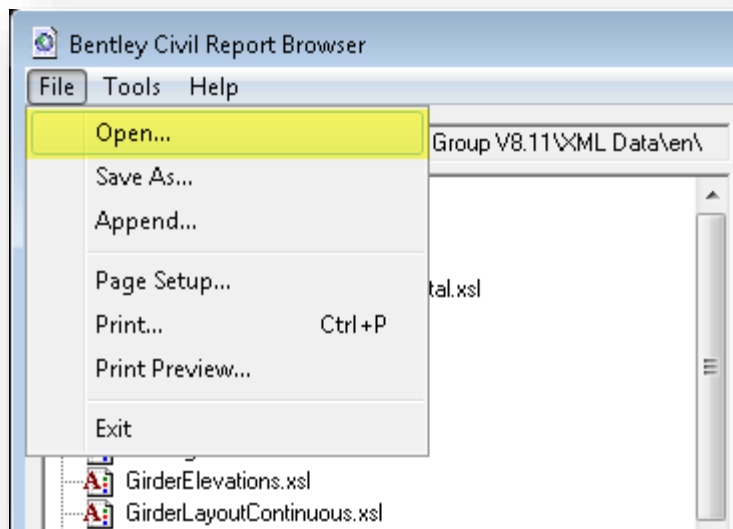 Bentley Civil Report Browser
File Tools Help
Open...
Group V8.11\XML Data\en\
Save As...
Append...
Page Setup...
tal.xsl
Print... Ctrl+P
Print Preview...
Exit
GirderElevations.xsl
GirderLayoutContinuous.xsl